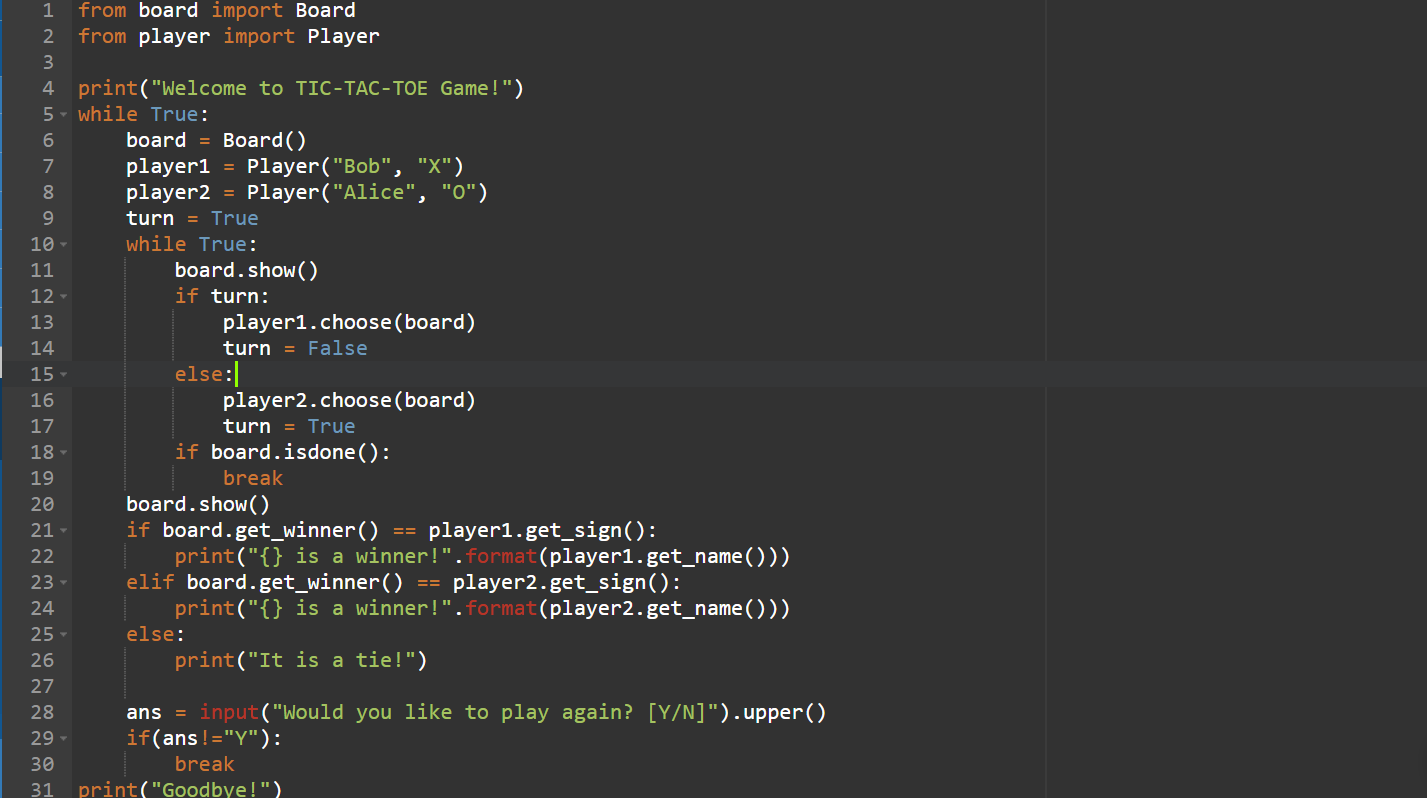 1 from board import Board
2 from player import Player
3
4 print("Welcome to TIC-TAC-TOE Game!")
5 while True:
6     board = Board()
7     player1 = Player("Bob", "X")
8     player2 = Player("Alice", "O")
9     turn = True
10     while True:
11         board.show()
12         if turn:
13             player1.choose(board)
14             turn = False
15         else:
16             player2.choose(board)
17             turn = True
18         if board.isdone():
19             break
20     board.show()
21     if board.get_winner() == player1.get_sign():
22         print("{} is a winner!".format(player1.get_name()))
23     elif board.get_winner() == player2.get_sign():
24         print("{} is a winner!".format(player2.get_name()))
25     else:
26         print("It is a tie!")
27
28     ans = input("Would you like to play again? [Y/N]").upper()
29     if(ans!="Y"):
30         break
31 print("Goodbye!")